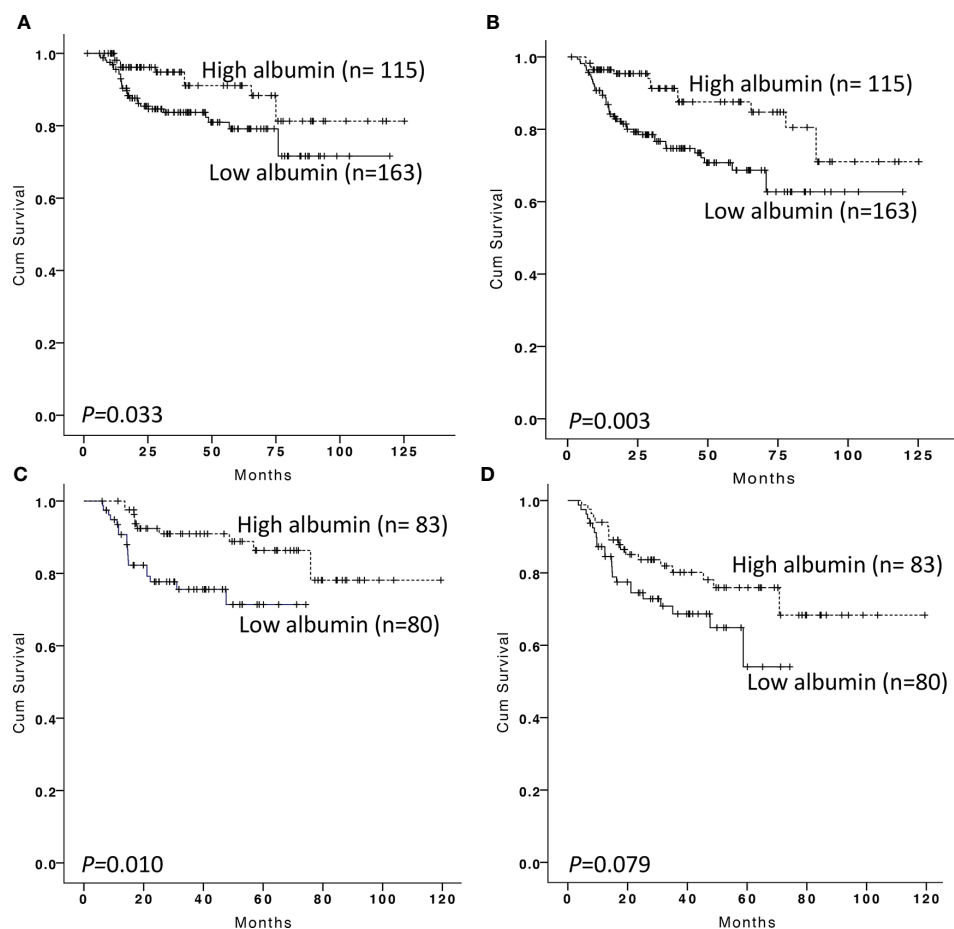 A
1.0
0.8
0.6
0.4
0.2
0.0
Cum Survival
High albumin (n= 115)
Low albumin (n=163)
P=0.033
0 25 50 75 100 125
Months
B
1.0
0.8
0.6
0.4
0.2
0.0
Cum Survival
High albumin (n= 115)
Low albumin (n=163)
P=0.003
0 25 50 75 100 125
Months
C
1.0
0.8
0.6
0.4
0.2
0.0
Cum Survival
High albumin (n= 83)
Low albumin (n=80)
P=0.010
0 20 40 60 80 100 120
Months
D
1.0
0.8
0.6
0.4
0.2
0.0
Cum Survival
High albumin (n= 83)
Low albumin (n=80)
P=0.079
0 20 40 60 80 100 120
Months